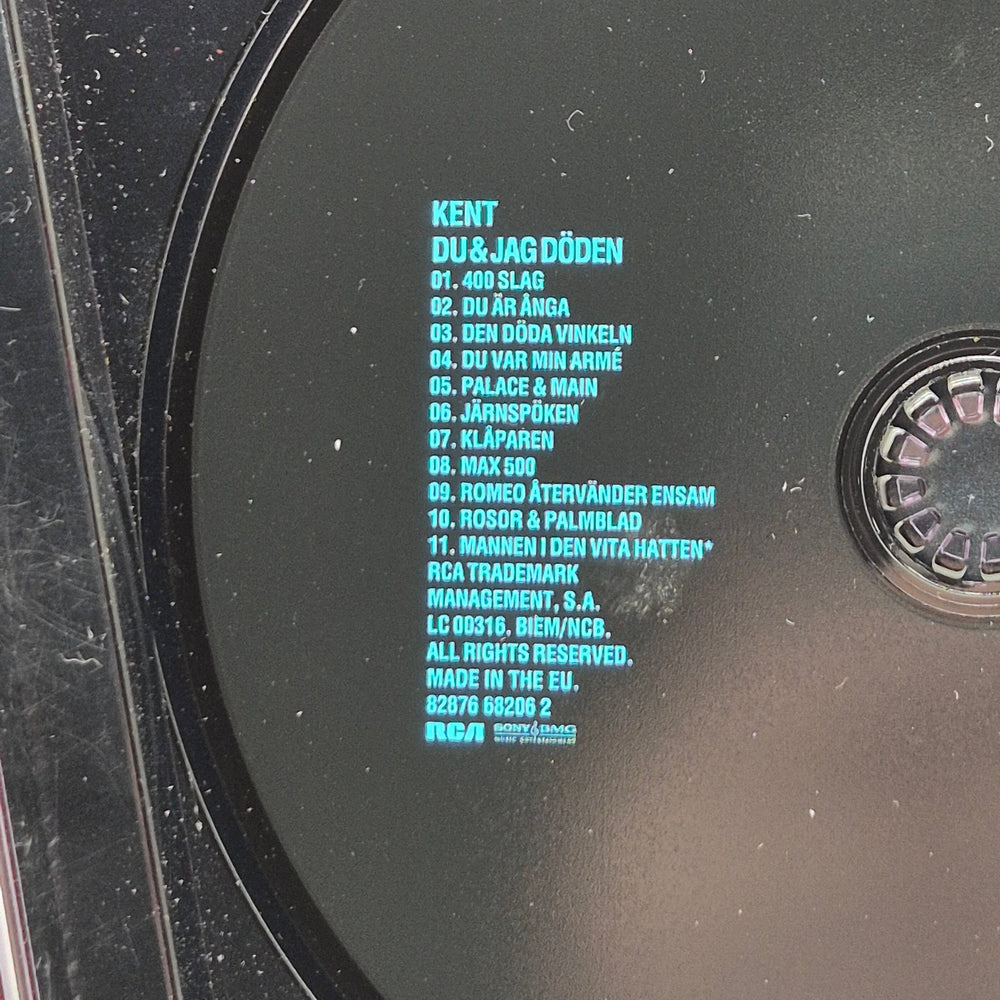 KENT
DU & JAG DÖDEN
01. 400 SLAG
02. DU ÄR ÅNGA
03. DEN DÖDA VINKELN
04. DU VAR MIN ARMÉ
05. PALACE & MAIN
06. JÄRNSPÖKEN
07. KLÅPAREN
08. MAX 500
09. ROMEO ÅTERVÄNDER ENSAM
10. ROSOR & PALMBLAD
11. MANNEN I DEN VITA HATTEN*
RCA TRADEMARK
MANAGEMENT, S.A.
LC 00316. BIEM/NCB.
ALL RIGHTS RESERVED.
MADE IN THE EU.
82876 68206 2
RCA SONY BMG
MUSIC ENTERTAINMENT